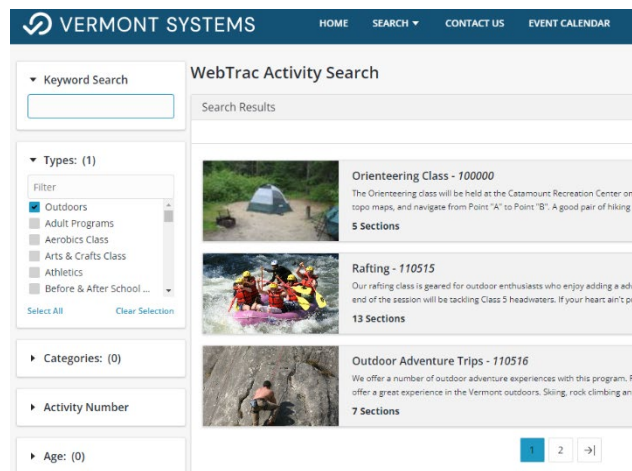 VERMONT SYSTEMS
HOME
SEARCH
CONTACT US
EVENT CALENDAR
Keyword Search
WebTrac Activity Search
Search Results
Types: (1)
Filter
Outdoors
Adult Programs
Aerobics Class
Arts & Crafts Class
Athletics
Before & After School ...
Select All
Clear Selection
Categories: (0)
Activity Number
Age: (0)
Orienteering Class - 100000
The Orienteering class will be held at the Catamount Recreation Center on
topo maps, and navigate from Point "A" to Point "B". A good pair of hiking
5 Sections
Rafting - 110515
Our rafting class is geared for outdoor enthusiasts who enjoy adding a adv
end of the session will be tackling Class 5 headwaters. If your heart ain't
13 Sections
Outdoor Adventure Trips - 110516
We offer a number of outdoor adventure experiences with this program.
offer a great experience in the Vermont outdoors. Skiing, rock climbing an
7 Sections
1
2